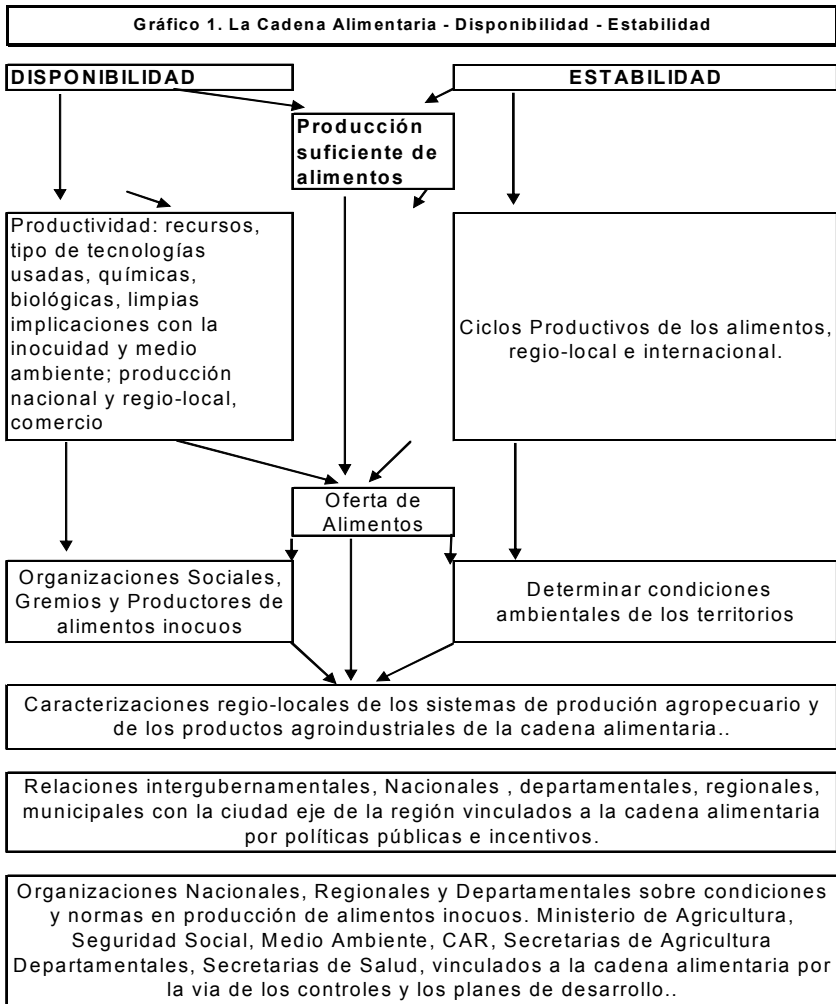 Gráfico 1. La Cadena Alimentaria - Disponibilidad - Estabilidad
DISPONIBILIDAD
ESTABILIDAD
Producción
suficiente de
alimentos
Productividad: recursos,
tipo de tecnologías
usadas, químicas,
biológicas, limpias
implicaciones con la
inocuidad y medio
ambiente; producción
nacional y regio-local,
comercio
Ciclos Productivos de los alimentos,
regio-local e internacional.
Oferta de
Alimentos
Organizaciones Sociales,
Gremios y Productores de
alimentos inocuos
Determinar condiciones
ambientales de los territorios
Caracterizaciones regio-locales de los sistemas de produción agropecuario y
de los productos agroindustriales de la cadena alimentaria..
Relaciones intergubernamentales, Nacionales , departamentales, regionales,
municipales con la ciudad eje de la región vinculados a la cadena alimentaria
por políticas públicas e incentivos.
Organizaciones Nacionales, Regionales y Departamentales sobre condiciones
y normas en producción de alimentos inocuos. Ministerio de Agricultura,
Seguridad Social, Medio Ambiente, CAR, Secretarias de Agricultura
Departamentales, Secretarias de Salud, vinculados a la cadena alimentaria por
la via de los controles y los planes de desarrollo..